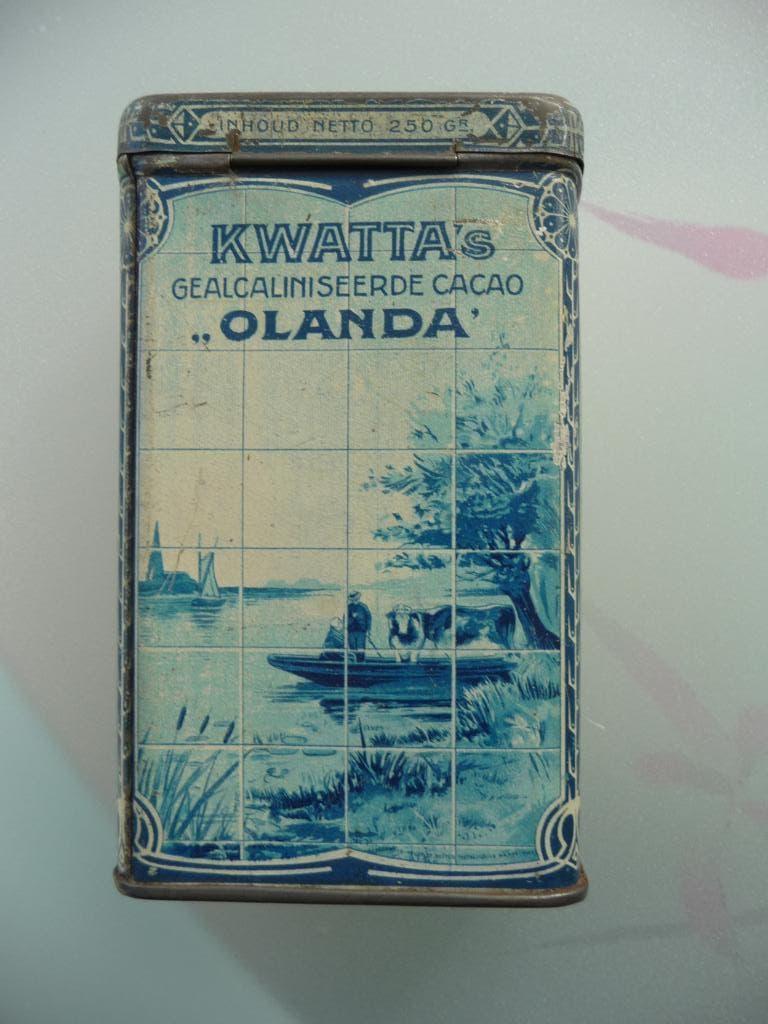 INHOUD NETTO 250 GR
KWATTA's
GEALCALINISEERDE CACAO
„OLANDA'